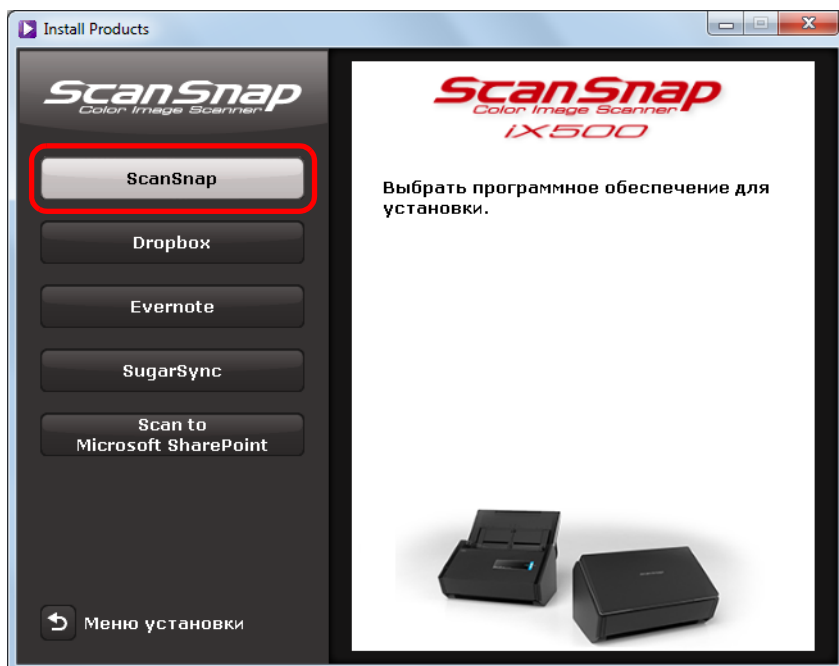 Install Products
ScanSnap
Color Image Scanner
ScanSnap
Dropbox
Evernote
SugarSync
Scan to
Microsoft SharePoint
Меню установки
ScanSnap
Color Image Scanner
iX500
Выбрать программное обеспечение для
установки.